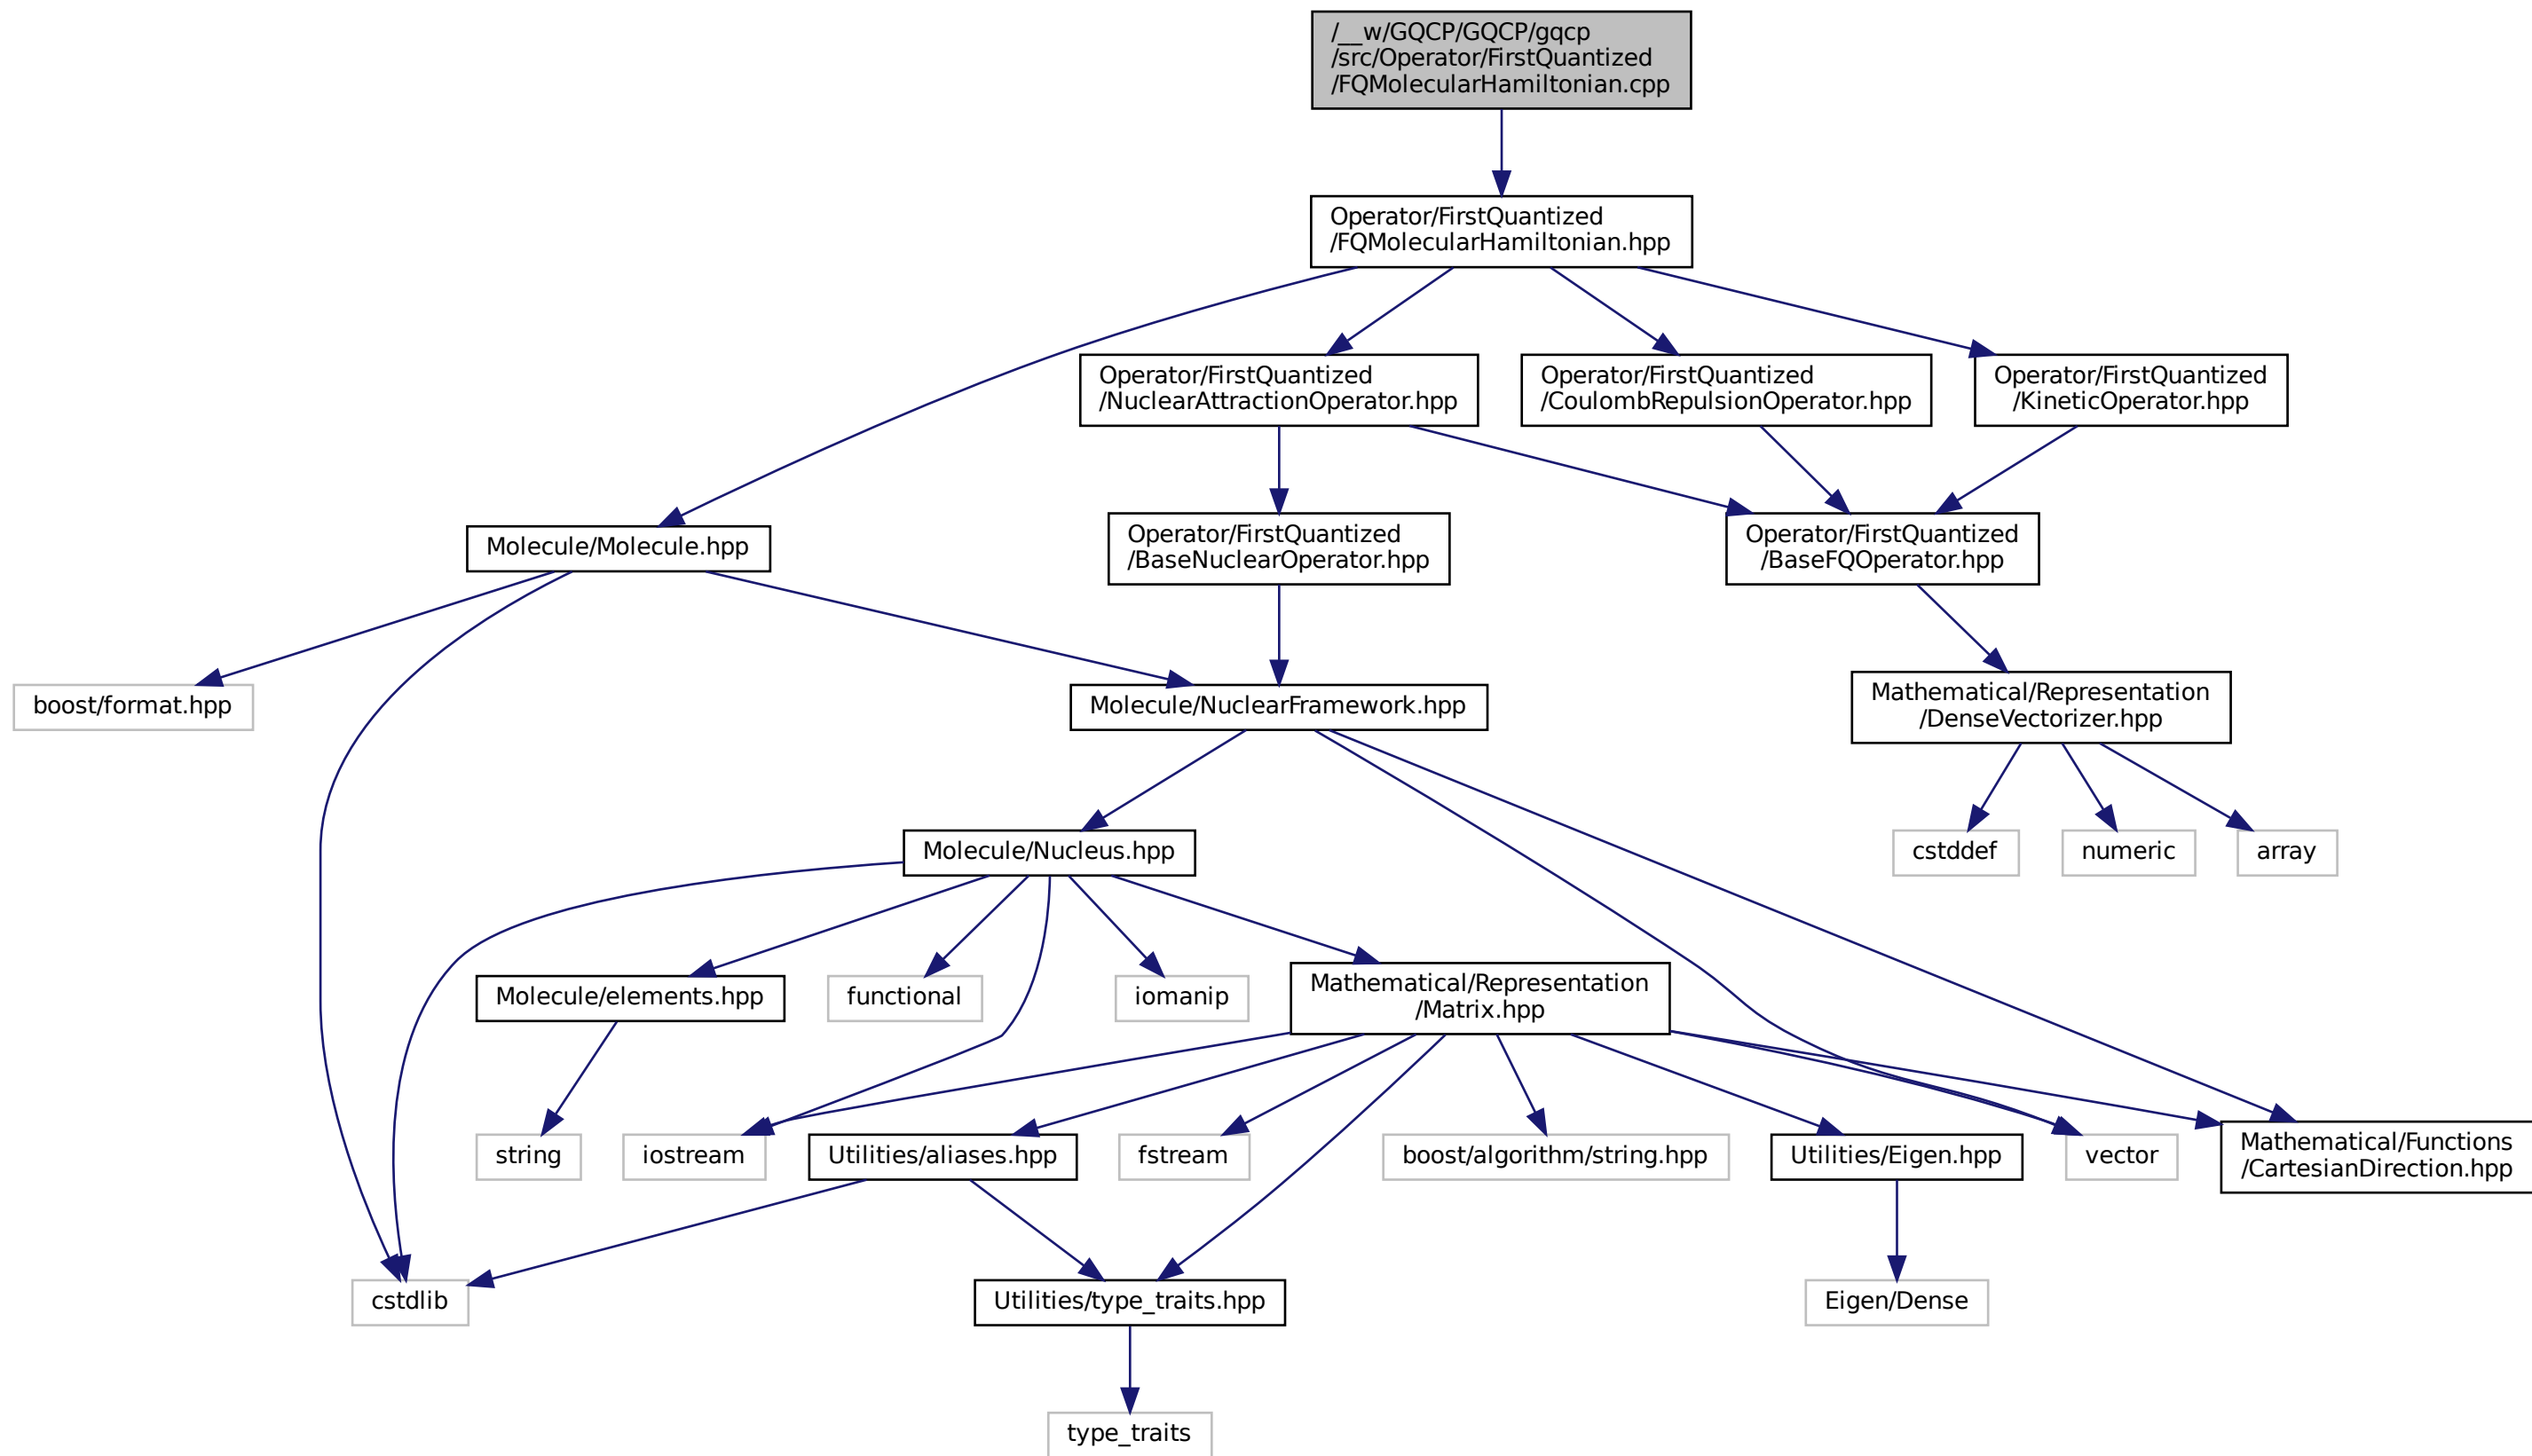 /__w/GQCP/GQCP/gqcp
/src/Operator/FirstQuantized
/FQMolecularHamiltonian.cpp
Operator/FirstQuantized
/FQMolecularHamiltonian.hpp
Operator/FirstQuantized
/NuclearAttractionOperator.hpp
Operator/FirstQuantized
/CoulombRepulsionOperator.hpp
Operator/FirstQuantized
/KineticOperator.hpp
Molecule/Molecule.hpp
Operator/FirstQuantized
/BaseNuclearOperator.hpp
Operator/FirstQuantized
/BaseFQOperator.hpp
boost/format.hpp
Molecule/NuclearFramework.hpp
Mathematical/Representation
/DenseVectorizer.hpp
Molecule/Nucleus.hpp
cstddef
numeric
array
Molecule/elements.hpp
functional
iomanip
Mathematical/Representation
/Matrix.hpp
string
iostream
Utilities/aliases.hpp
fstream
boost/algorithm/string.hpp
Utilities/Eigen.hpp
vector
Mathematical/Functions
/CartesianDirection.hpp
cstdlib
Utilities/type_traits.hpp
Eigen/Dense
type_traits